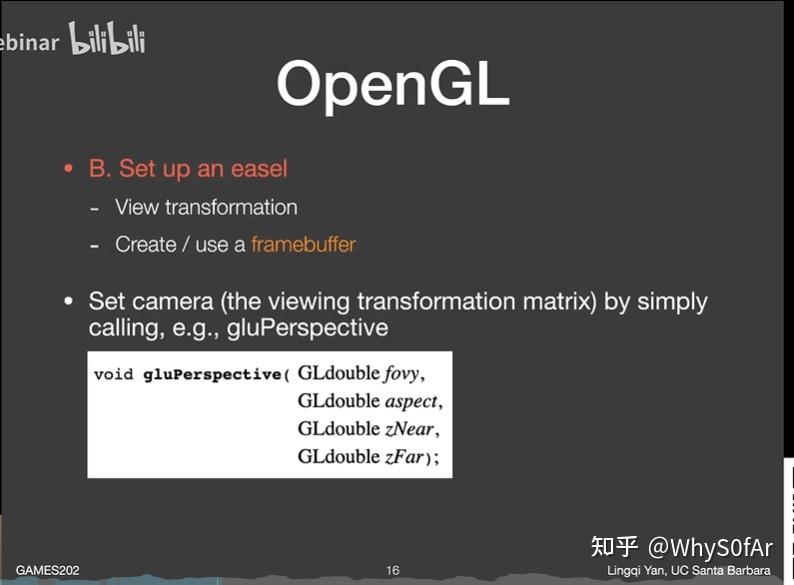 ebinar bilibili
OpenGL
• B. Set up an easel
- View transformation
- Create / use a framebuffer
• Set camera (the viewing transformation matrix) by simply
calling, e.g., gluPerspective
void gluPerspective( GLdouble fovy,
GLdouble aspect,
GLdouble zNear,
GLdouble zFar);
知乎 @WhyS0fAr
GAMES202 16 Lingqi Yan, UC Santa Barbara